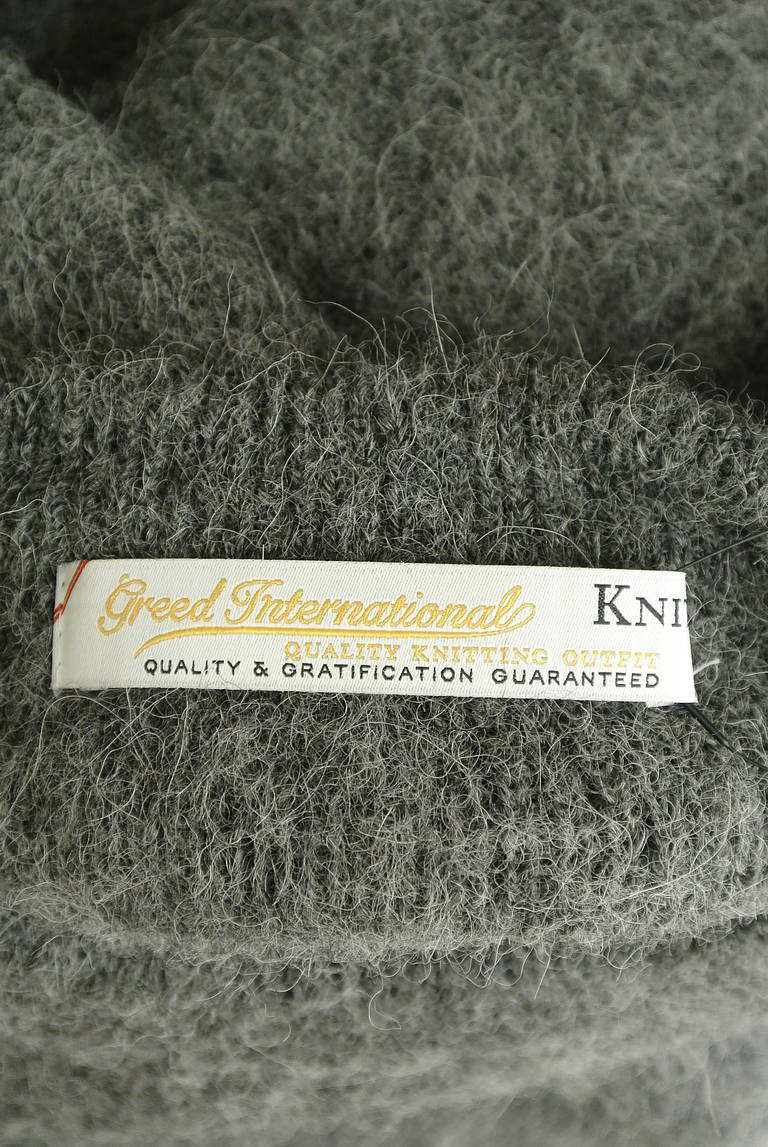 Greed International
KNI
QUALITY KNITTING OUTFIT
QUALITY & GRATIFICATION GUARANTEED